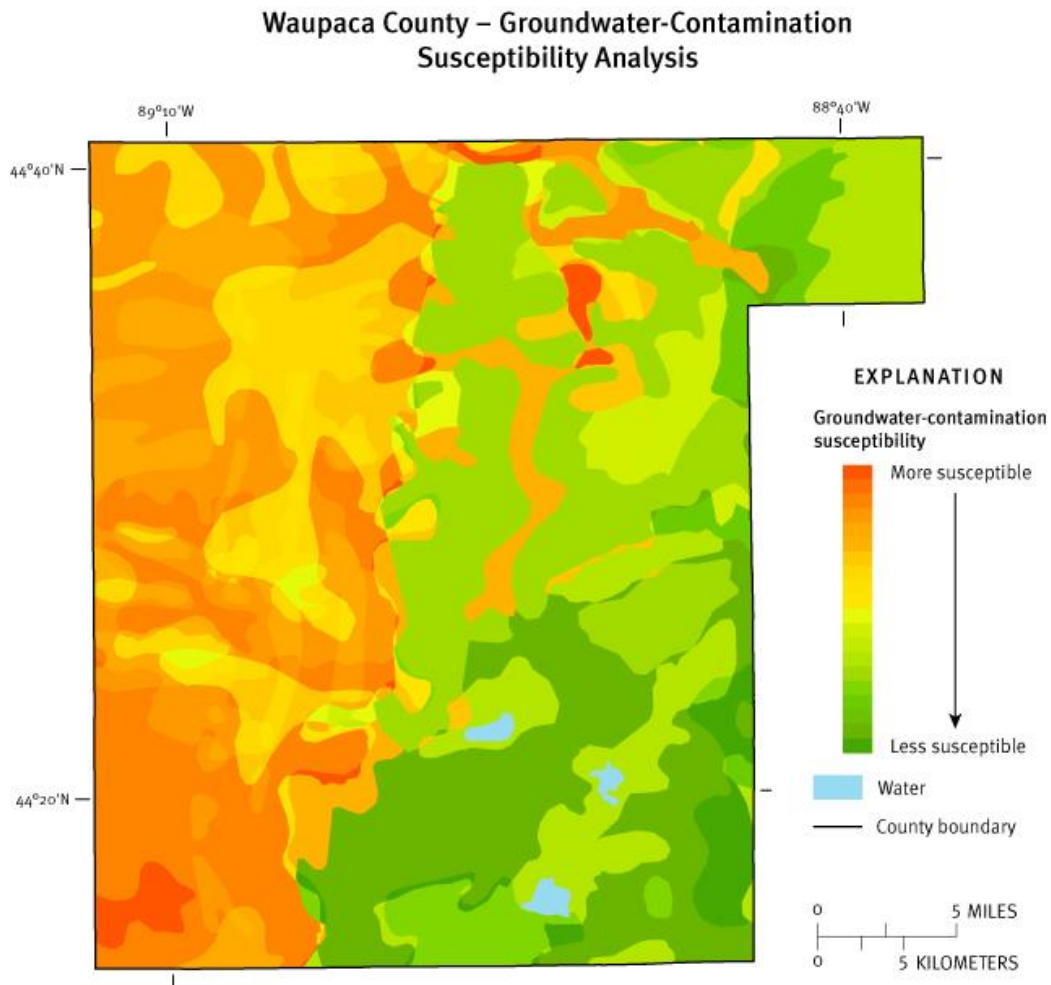 Waupaca County – Groundwater-Contamination
Susceptibility Analysis
89°10'W
88°40'W
44°40'N
EXPLANATION
Groundwater-contamination
susceptibility
More susceptible
Less susceptible
Water
44°20'N
County boundary
0 5 MILES
0 5 KILOMETERS